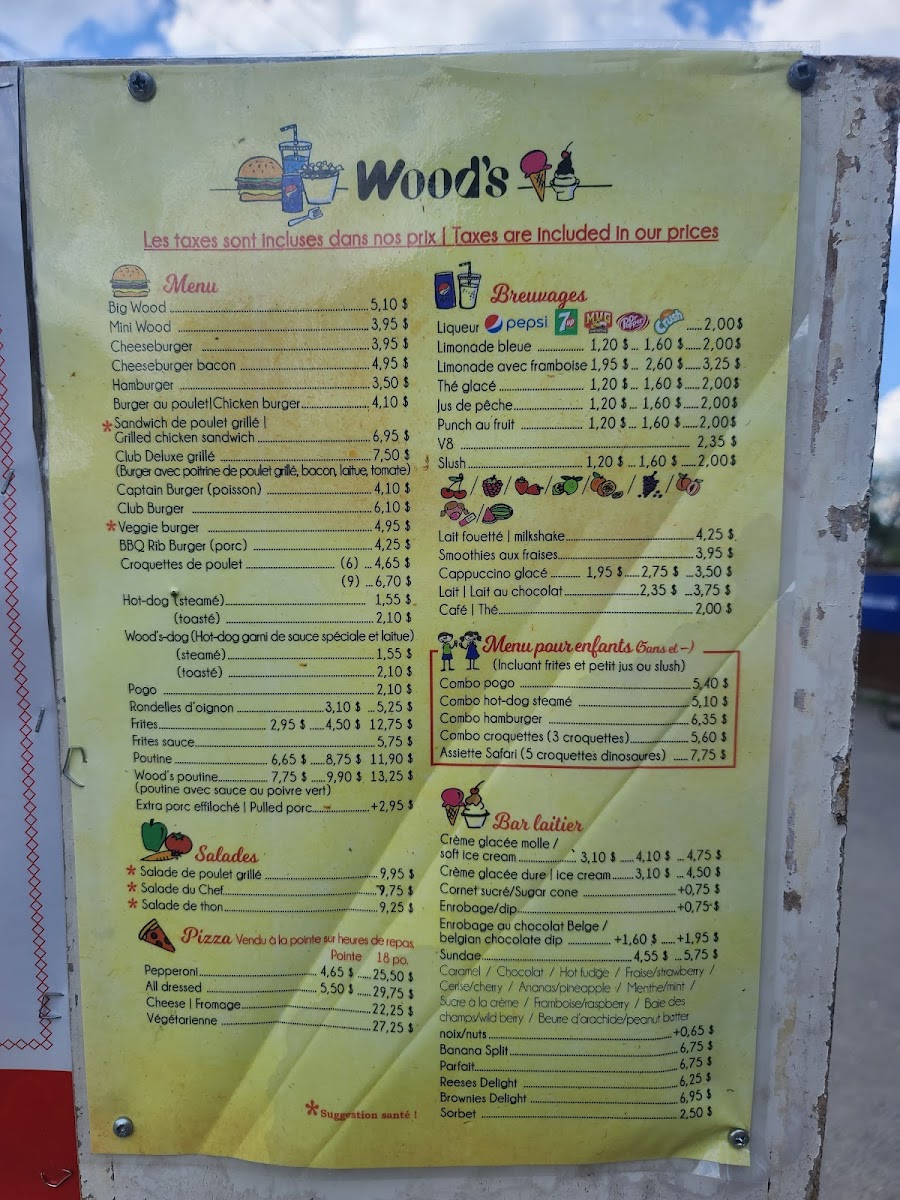 Wood's
Les taxes sont incluses dans nos prix | Taxes are included in our prices
Menu
Big Wood 5,10 $
Mini Wood 3,95 $
Cheeseburger 3,95 $
Cheeseburger bacon 4,95 $
Hamburger 3,50 $
Burger au poulet|Chicken burger 4,10 $
*Sandwich de poulet grillé |
Grilled chicken sandwich 6,95 $
Club Deluxe grillé 7,50 $
(Burger avec poitrine de poulet grillé, bacon, laitue, tomate)
Captain Burger (poisson) 4,10 $
Club Burger 6,10 $
*Veggie burger 4,95 $
BBQ Rib Burger (porc) 4,25 $
Croquettes de poulet (6) 4,65 $
(9) 6,70 $
Hot-dog (steamé) 1,55 $
(toasté) 2,10 $
Wood's-dog (Hot-dog garni de sauce spéciale et laitue)
(steamé) 1,55 $
(toasté) 2,10 $
Pogo 2,10 $
Rondelles d'oignon 3,10 $ 5,25 $
Frites 2,95 $ 4,50 $ 12,75 $
Frites sauce 5,75 $
Poutine 6,65 $ 8,75 $ 11,90 $
Wood's poutine 7,75 $ 9,90 $ 13,25 $
(poutine avec sauce au poivre vert)
Extra porc effiloché | Pulled porc +2,95 $
Salades
* Salade de poulet grillé 9,95 $
* Salade du Chef 9,75 $
* Salade de thon 9,25 $
Pizza Vendu à la pointe sur heures de repas
Pointe 18 po.
Pepperoni 4,65 $ 25,50 $
All dressed 5,50 $ 29,75 $
Cheese | Fromage 22,25 $
Végétarienne 27,25 $
*Suggestion santé !
Breuvages
Liqueur pepsi 7up MUG Dr Pepper Crush 2,00$
Limonade bleue 1,20 $ 1,60 $ 2,00$
Limonade avec framboise 1,95 $ 2,60 $ 3,25 $
Thé glacé 1,20 $ 1,60 $ 2,00$
Jus de pêche 1,20 $ 1,60 $ 2,00$
Punch au fruit 1,20 $ 1,60 $ 2,00$
V8 2,35 $
Slush 1,20 $ 1,60 $ 2,00$
Lait fouetté | milkshake 4,25 $
Smoothies aux fraises 3,95 $
Cappuccino glacé 1,95 $ 2,75 $ 3,50 $
Lait | Lait au chocolat 2,35 $ 3,75 $
Café | Thé 2,00 $
Menu pour enfants (5ans et -)
(Incluant frites et petit jus ou slush)
Combo pogo 5,40 $
Combo hot-dog steamé 5,10 $
Combo hamburger 6,35 $
Combo croquettes (3 croquettes) 5,60 $
Assiette Safari (5 croquettes dinosaures) 7,75 $
Bar laitier
Crème glacée molle /
soft ice cream 3,10 $ 4,10 $ 4,75 $
Crème glacée dure | ice cream 3,10 $ 4,50 $
Cornet sucré/Sugar cone +0,75 $
Enrobage/dip +0,75 $
Enrobage au chocolat Belge /
belgian chocolate dip +1,60 $ +1,95 $
Sundae 4,55 $ 5,75 $
Caramel / Chocolat / Hot fudge / Fraise/strawberry /
Cerise/cherry / Ananas/pineapple / Menthe/mint /
Sucre à la crème / Framboise/raspberry / Baie des
champs/wild berry / Beurre d'arachide/peanut butter
noix/nuts +0,65 $
Banana Split 6,75 $
Parfait 6,75 $
Reeses Delight 6,25 $
Brownies Delight 6,95 $
Sorbet 2,50 $